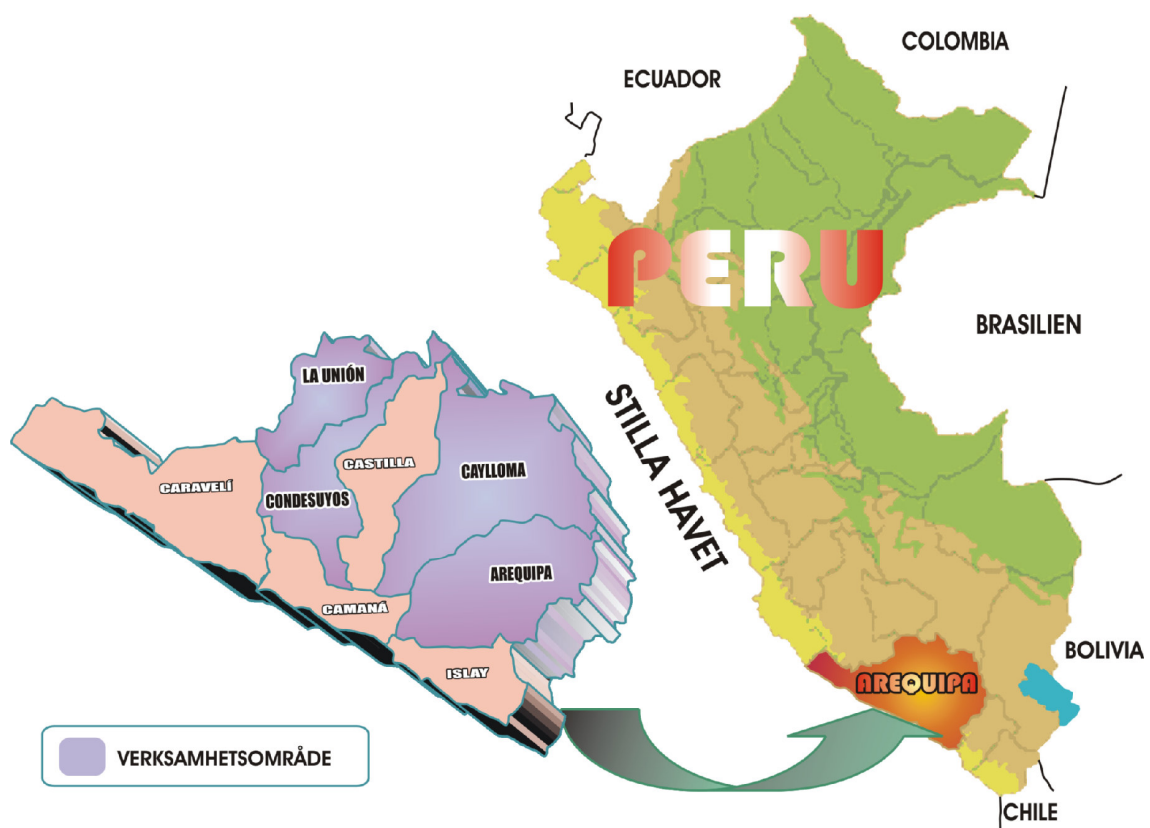 COLOMBIA
ECUADOR
PERU
BRASILIEN
STILLA HAVET
LA UNIÓN
CASTILLA
CAYLLOMA
CARAVELÍ
CONDESUYOS
AREQUIPA
CAMANÁ
ISLAY
BOLIVIA
AREQUIPA
VERKSAMHETSOMRÅDE
CHILE